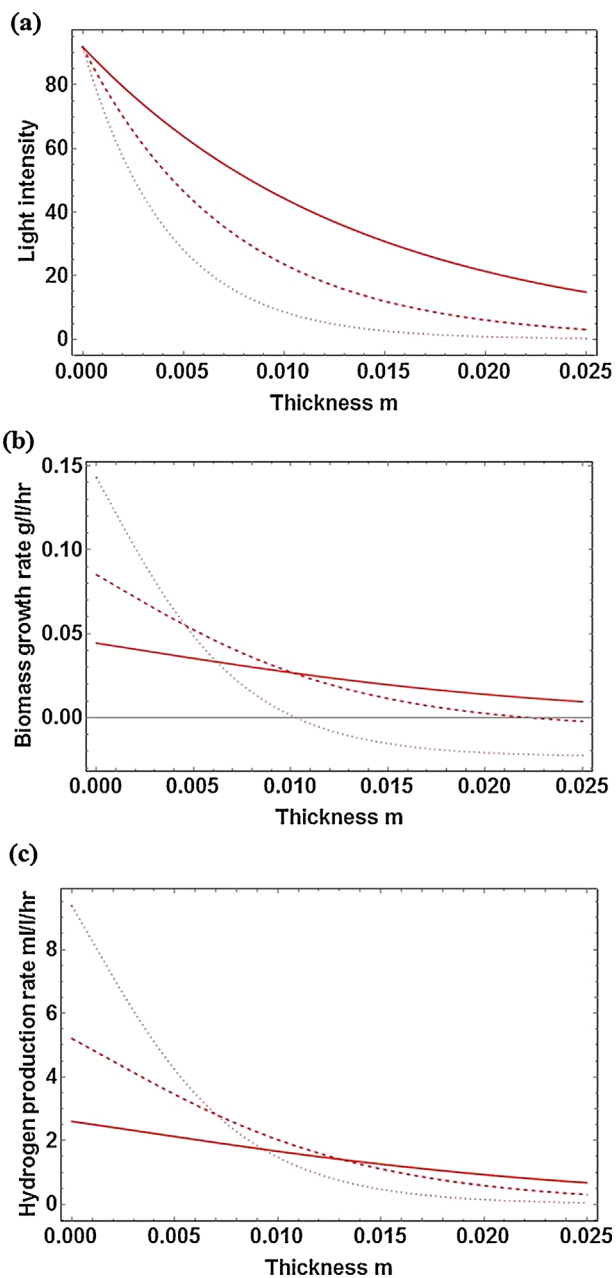 (a)
Light intensity
80
60
40
20
0
0.000 0.005 0.010 0.015 0.020 0.025
Thickness m
(b)
Biomass growth rate g/l/hr
0.15
0.10
0.05
0.00
0.000 0.005 0.010 0.015 0.020 0.025
Thickness m
(c)
Hydrogen production rate ml/l/hr
8
6
4
2
0
0.000 0.005 0.010 0.015 0.020 0.025
Thickness m